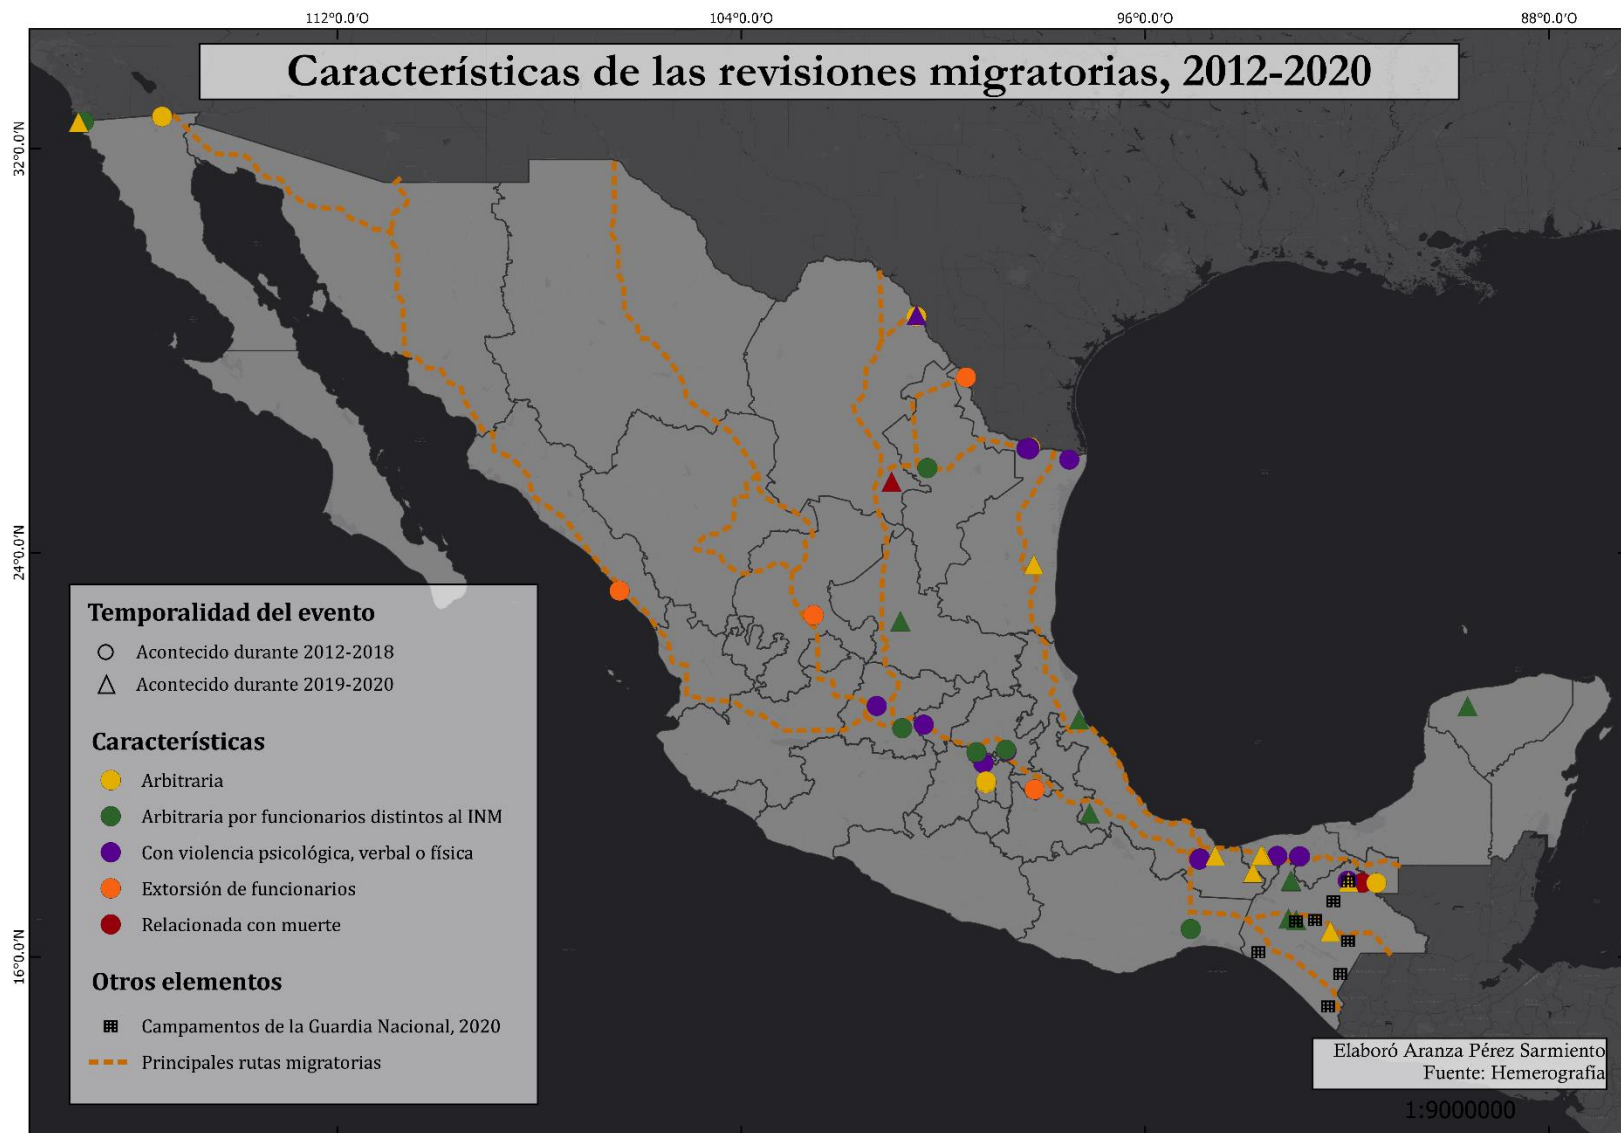 112°0.0'O
104°0.0'O
96°0.0'O
88°0.0'O
Características de las revisiones migratorias, 2012-2020
32°0.0'N
24°0.0'N
16°0.0'N
Temporalidad del evento
Acontecido durante 2012-2018
Acontecido durante 2019-2020
Características
Arbitraria
Arbitraria por funcionarios distintos al INM
Con violencia psicológica, verbal o física
Extorsión de funcionarios
Relacionada con muerte
Otros elementos
Campamentos de la Guardia Nacional, 2020
Principales rutas migratorias
Elaboró Aranza Pérez Sarmiento
Fuente: Hemerografía
1:9000000